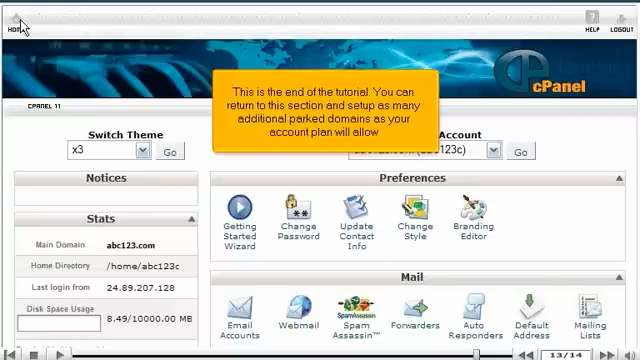 HOME
HELP LOGOUT
cPanel
This is the end of the tutorial. You can
return to this section and setup as many
additional parked domains as your
account plan will allow
CPANEL 11
Switch Theme
Account
x3 Go
abc123.com (abc123c) Go
Notices
Stats
Main Domain abc123.com
Home Directory /home/abc123c
Last login from 24.89.207.128
Disk Space Usage
8.49/10000.00 MB
Preferences
Getting
Started
Wizard
Change
Password
Update
Contact
Info
Change
Style
Branding
Editor
Mail
Email
Accounts
Webmail
SpamAssassin
Spam
Assassin™
Forwarders
Auto
Responders
Default
Address
Mailing
Lists
13/14